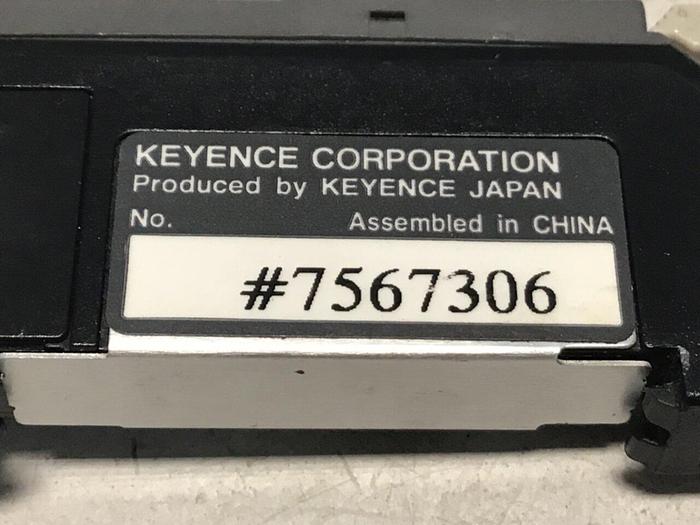 KEYENCE CORPORATION
Produced by KEYENCE JAPAN
No. Assembled in CHINA
#7567306